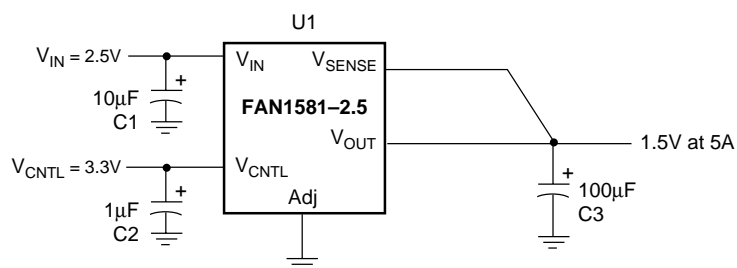 U1
V_IN = 2.5V
V_IN
V_SENSE
+
10μF
C1
FAN1581–2.5
V_OUT
1.5V at 5A
V_CNTL = 3.3V
V_CNTL
+
1μF
C2
Adj
+
100μF
C3